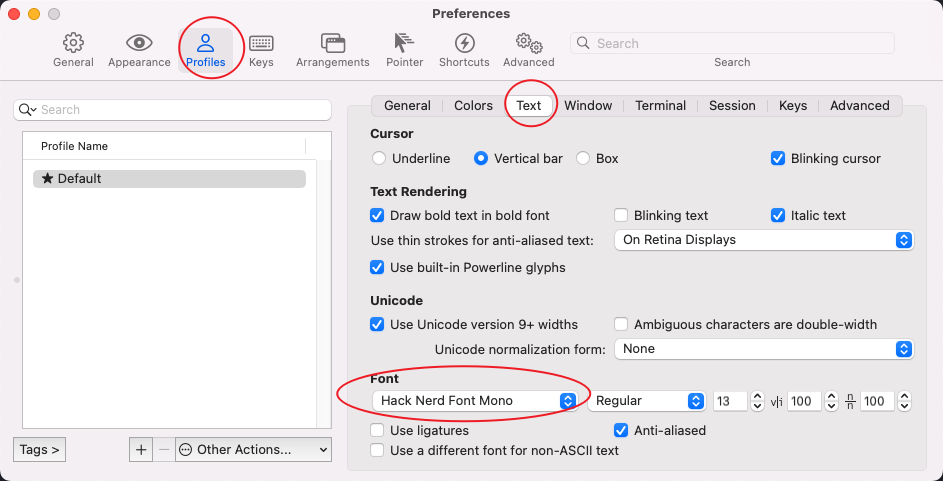 Preferences
General Appearance Profiles Keys Arrangements Pointer Shortcuts Advanced Search
Search
Search
General Colors Text Window Terminal Session Keys Advanced
Profile Name
★ Default
Cursor
Underline Vertical bar Box Blinking cursor
Text Rendering
Draw bold text in bold font Blinking text Italic text
Use thin strokes for anti-aliased text: On Retina Displays
Use built-in Powerline glyphs
Unicode
Use Unicode version 9+ widths Ambiguous characters are double-width
Unicode normalization form: None
Font
Hack Nerd Font Mono Regular 13 v|i 100 n/n 100
Use ligatures Anti-aliased
Use a different font for non-ASCII text
Tags > + − Other Actions...